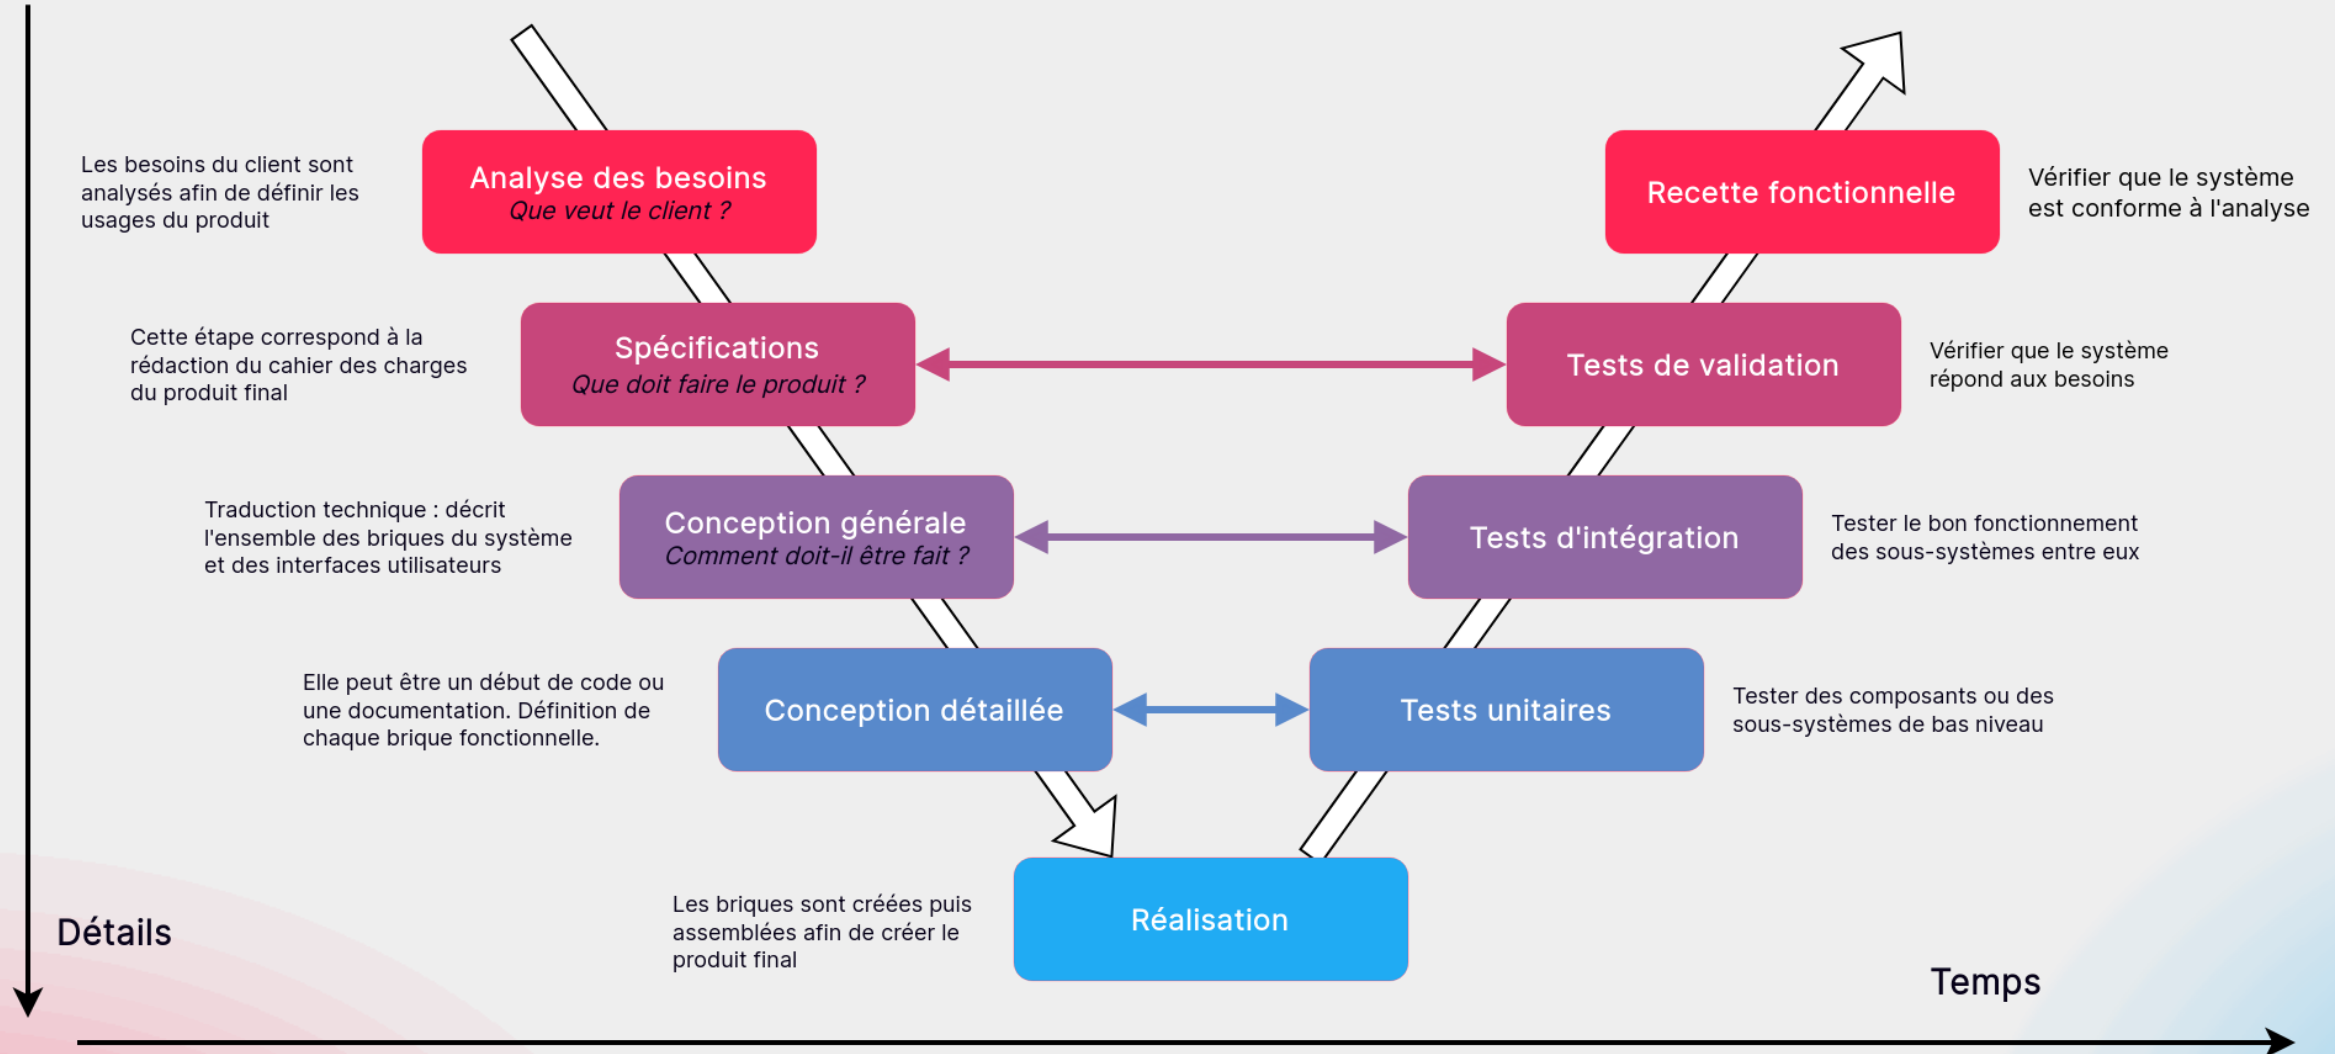 Les besoins du client sont
analysés afin de définir les
usages du produit
Analyse des besoins
Que veut le client ?
Recette fonctionnelle
Vérifier que le système
est conforme à l'analyse
Cette étape correspond à la
rédaction du cahier des charges
du produit final
Spécifications
Que doit faire le produit ?
Tests de validation
Vérifier que le système
répond aux besoins
Traduction technique : décrit
l'ensemble des briques du système
et des interfaces utilisateurs
Conception générale
Comment doit-il être fait ?
Tests d'intégration
Tester le bon fonctionnement
des sous-systèmes entre eux
Elle peut être un début de code ou
une documentation. Définition de
chaque brique fonctionnelle.
Conception détaillée
Tests unitaires
Tester des composants ou des
sous-systèmes de bas niveau
Les briques sont créées puis
assemblées afin de créer le
produit final
Réalisation
Détails
Temps